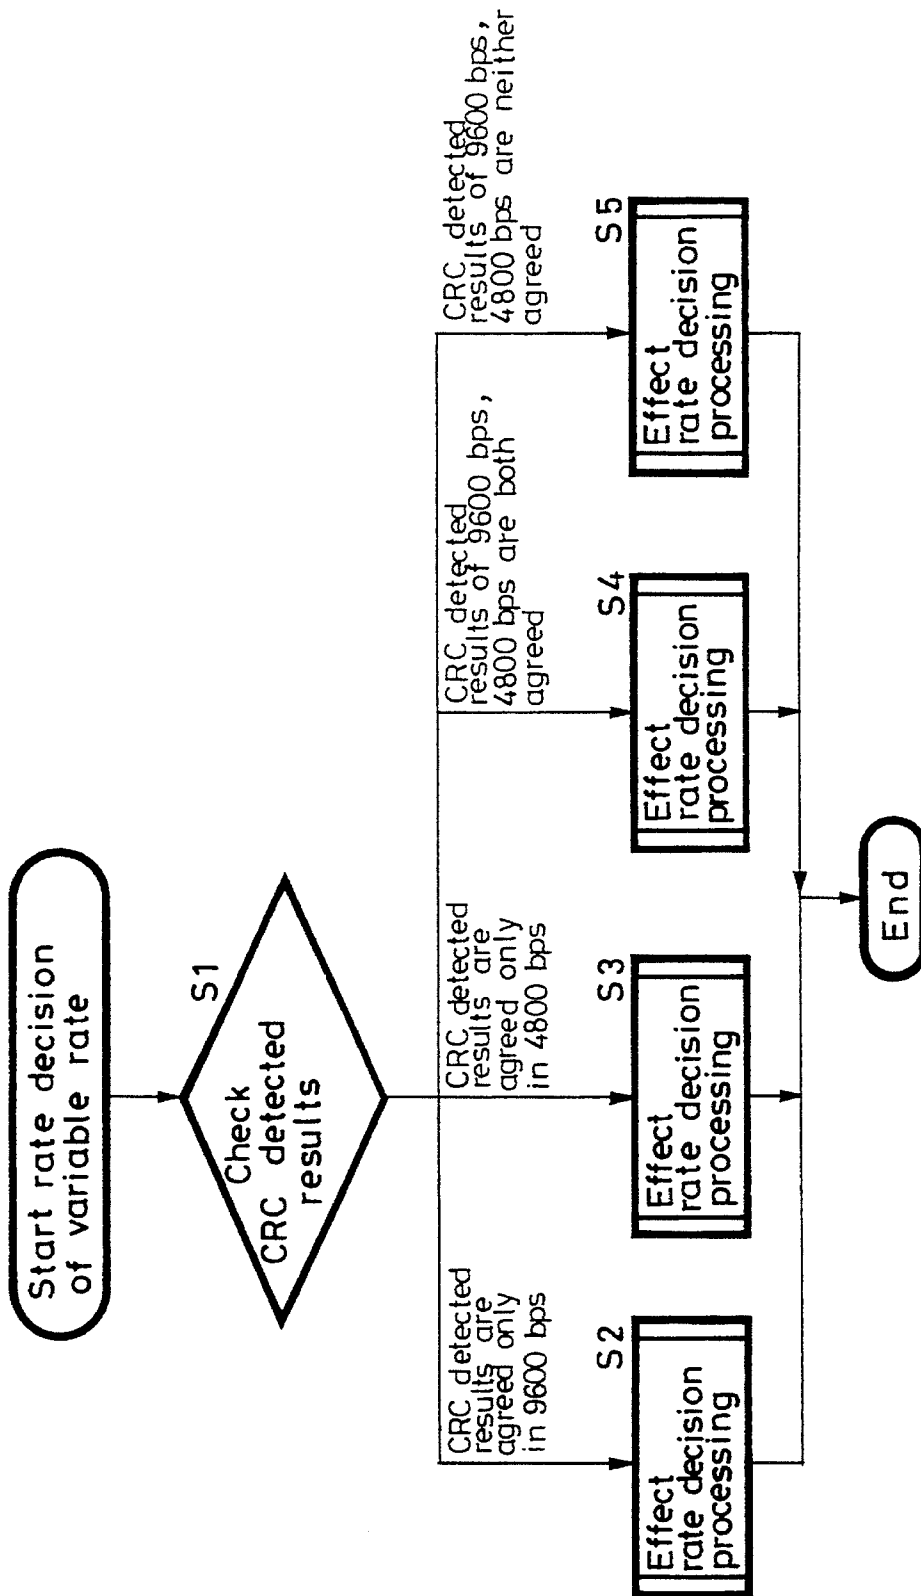 Start rate decision
of variable rate
S1
Check
CRC detected
results
CRC detected
results are
agreed only
in 9600 bps
CRC detected
results are
agreed only
in 4800 bps
CRC detected
results of 9600 bps,
4800 bps are both
agreed
CRC detected
results of 9600 bps,
4800 bps are neither
agreed
S2
Effect
rate decision
processing
S3
Effect
rate decision
processing
S4
Effect
rate decision
processing
S5
Effect
rate decision
processing
End